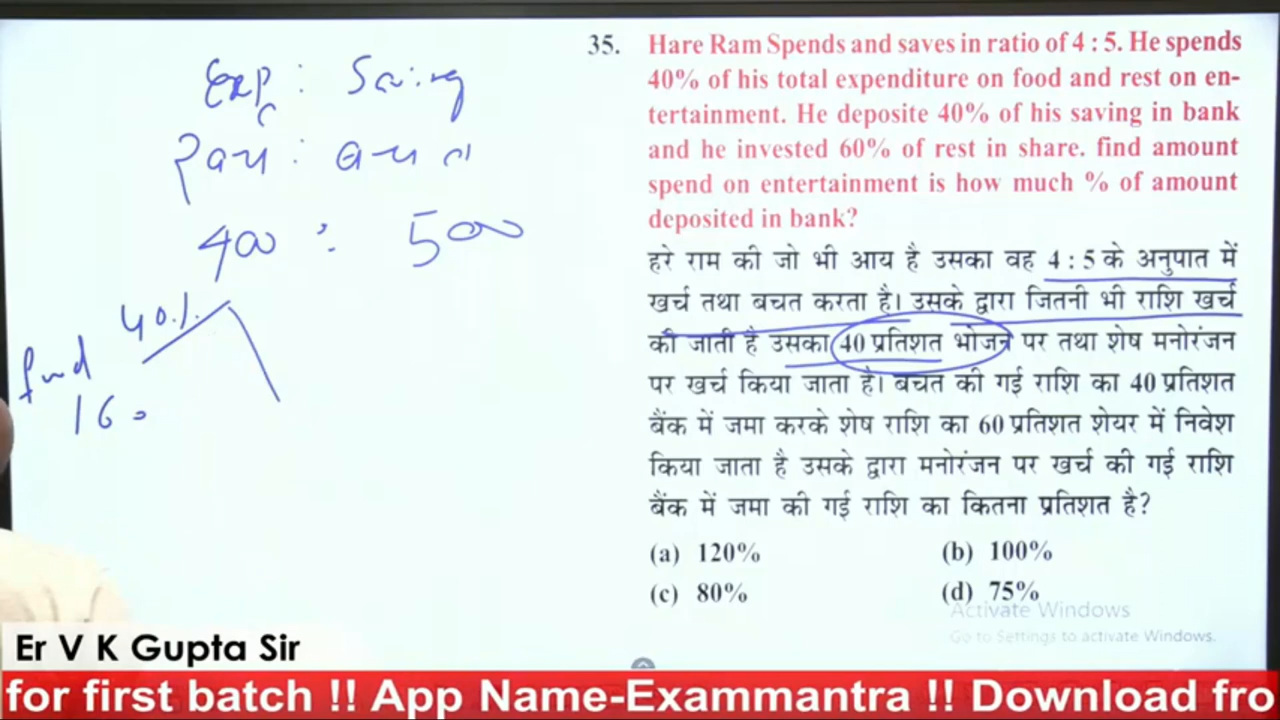 Exp : Saving
400 : 500
40%
food
160
35. Hare Ram Spends and saves in ratio of 4 : 5. He spends
40% of his total expenditure on food and rest on en-
tertainment. He deposite 40% of his saving in bank
and he invested 60% of rest in share. find amount
spend on entertainment is how much % of amount
deposited in bank?
हरे राम की जो भी आय है उसका वह 4 : 5 के अनुपात में
खर्च तथा बचत करता है। उसके द्वारा जितनी भी राशि खर्च
की जाती है उसका 40 प्रतिशत भोजन पर तथा शेष मनोरंजन
पर खर्च किया जाता है। बचत की गई राशि का 40 प्रतिशत
बैंक में जमा करके शेष राशि का 60 प्रतिशत शेयर में निवेश
किया जाता है उसके द्वारा मनोरंजन पर खर्च की गई राशि
बैंक में जमा की गई राशि का कितना प्रतिशत है?
(a) 120% (b) 100%
(c) 80% (d) 75%
Activate Windows
Go to Settings to activate Windows.
Er V K Gupta Sir
for first batch !! App Name-Exammantra !! Download fro